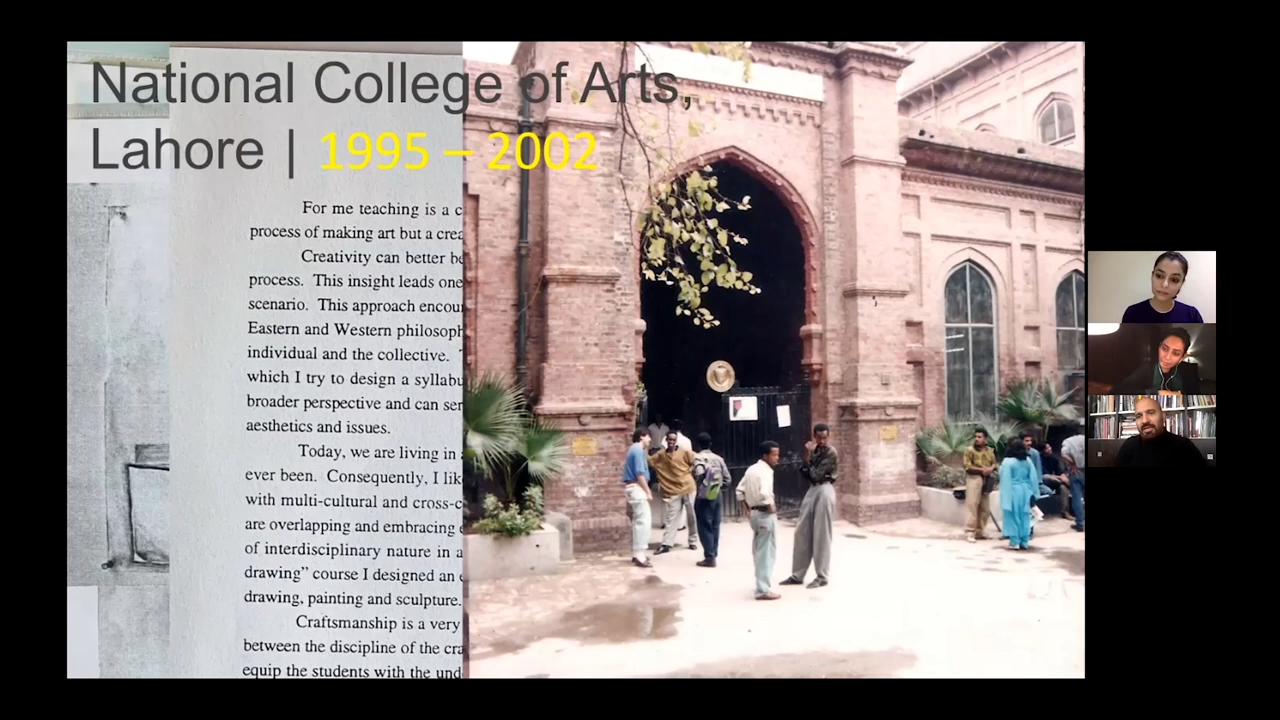 National College of Arts,
Lahore | 1995 – 2002
For me teaching is a c
process of making art but a crea
Creativity can better be
process. This insight leads one
scenario. This approach encour
Eastern and Western philosoph
individual and the collective.
which I try to design a syllabu
broader perspective and can ser
aesthetics and issues.
Today, we are living in
ever been. Consequently, I lik
with multi-cultural and cross-c
are overlapping and embracing
of interdisciplinary nature in a
drawing” course I designed an
drawing, painting and sculpture.
Craftsmanship is a very
between the discipline of the cra
equip the students with the und